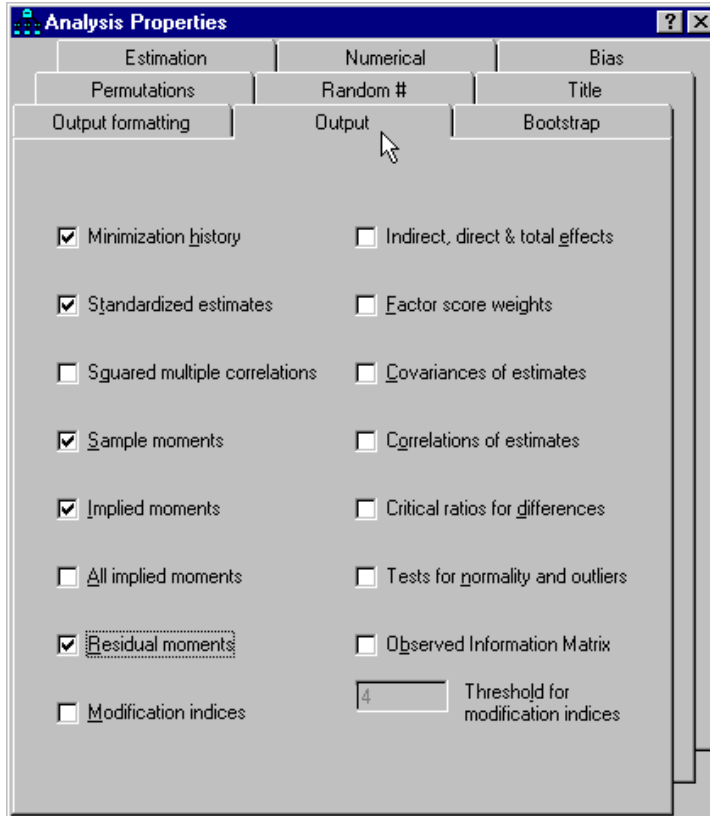 Analysis Properties
Estimation Numerical Bias
Permutations Random # Title
Output formatting Output Bootstrap
Minimization history Indirect, direct & total effects
Standardized estimates Factor score weights
Squared multiple correlations Covariances of estimates
Sample moments Correlations of estimates
Implied moments Critical ratios for differences
All implied moments Tests for normality and outliers
Residual moments Observed Information Matrix
Modification indices 4 Threshold for
modification indices